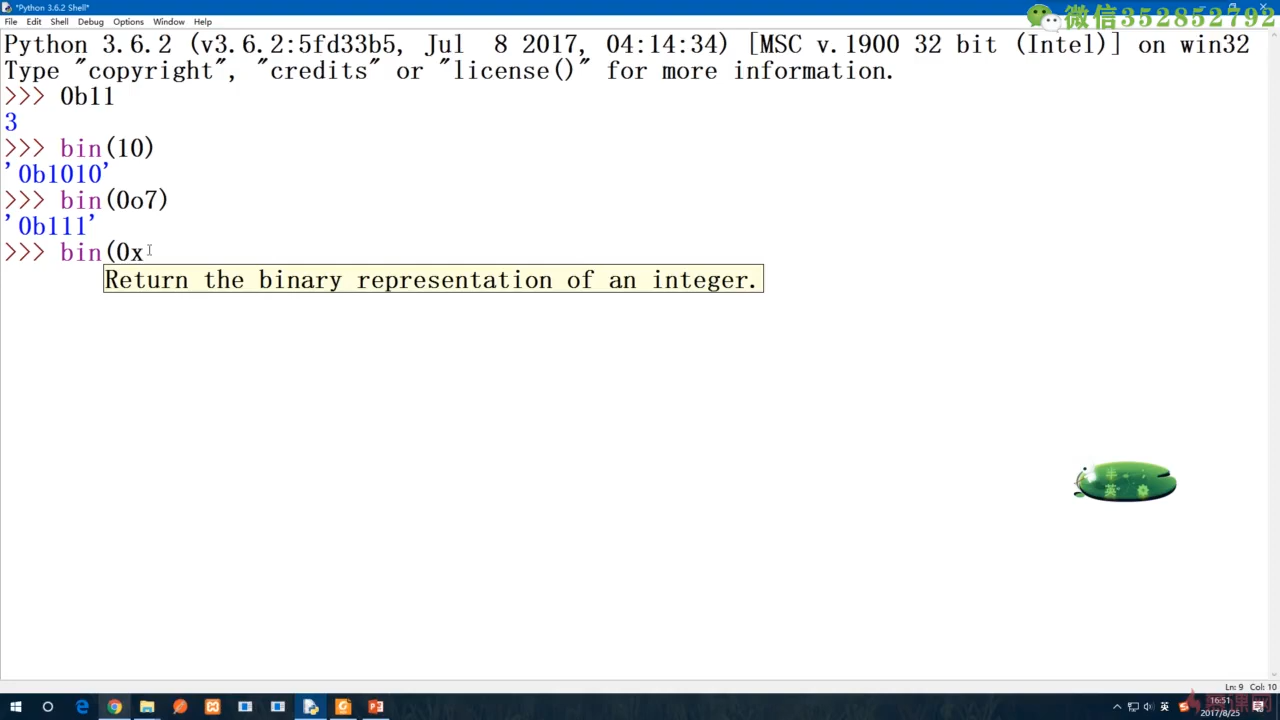 *Python 3.6.2 Shell*
微信352852792
File Edit Shell Debug Options Window Help
Python 3.6.2 (v3.6.2:5fd33b5, Jul  8 2017, 04:14:34) [MSC v.1900 32 bit (Intel)] on win32
Type "copyright", "credits" or "license()" for more information.
>>> 0b11
3
>>> bin(10)
'0b1010'
>>> bin(0o7)
'0b111'
>>> bin(0x
Return the binary representation of an integer.
英
Ln: 9 Col: 10
英
16:51
2017/8/25